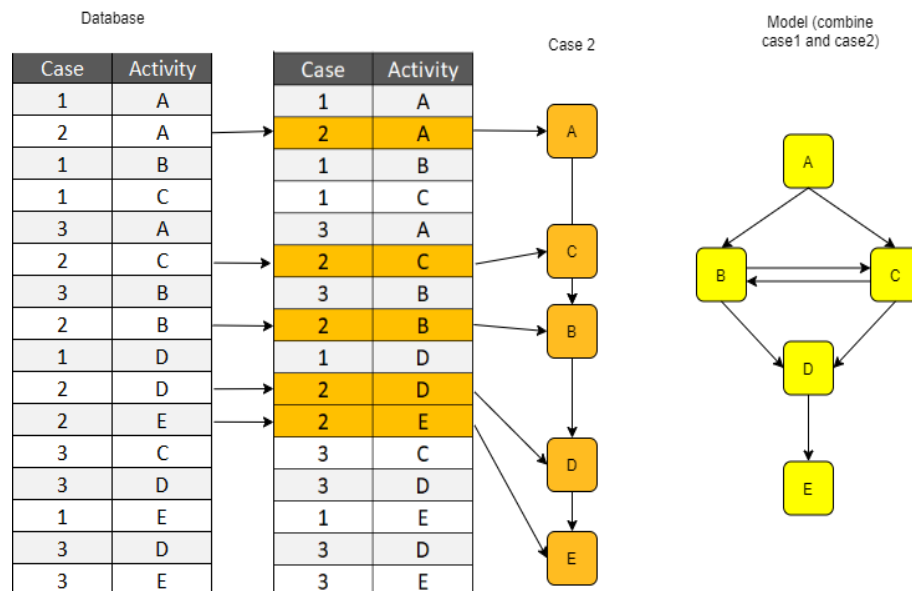 Database
Case Activity
1 A
2 A
1 B
1 C
3 A
2 C
3 B
2 B
1 D
2 D
2 E
3 C
3 D
1 E
3 D
3 E
Case Activity
1 A
2 A
1 B
1 C
3 A
2 C
3 B
2 B
1 D
2 D
2 E
3 C
3 D
1 E
3 D
3 E
Case 2
A
C
B
D
E
Model (combine
case1 and case2)
A
B C
D
E